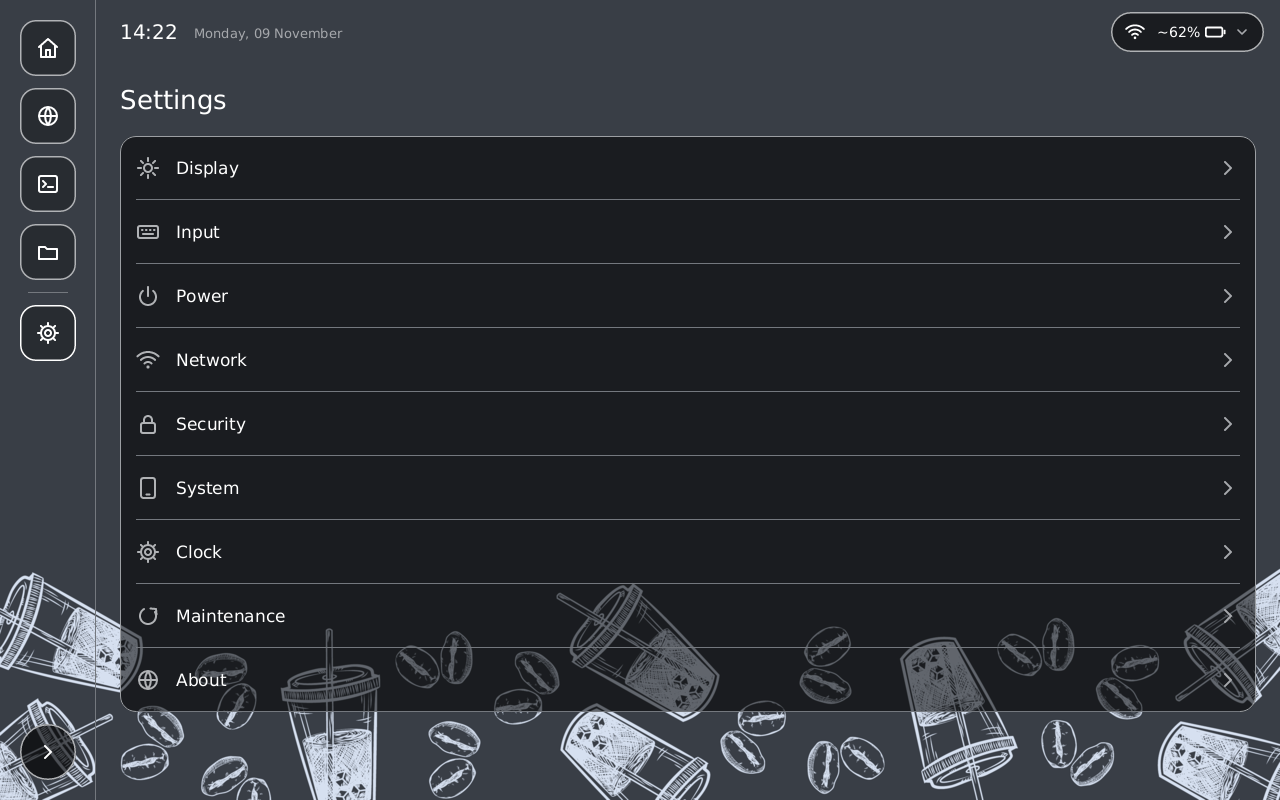 14:22 Monday, 09 November ~62%
Settings
Display
Input
Power
Network
Security
System
Clock
Maintenance
About